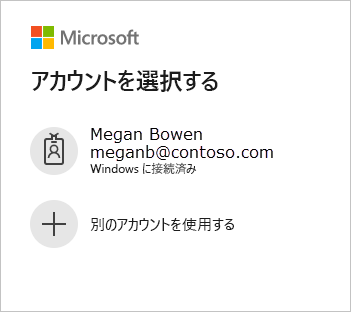 Microsoft
アカウントを選択する
Megan Bowen
meganb@contoso.com
Windows に接続済み
別のアカウントを使用する